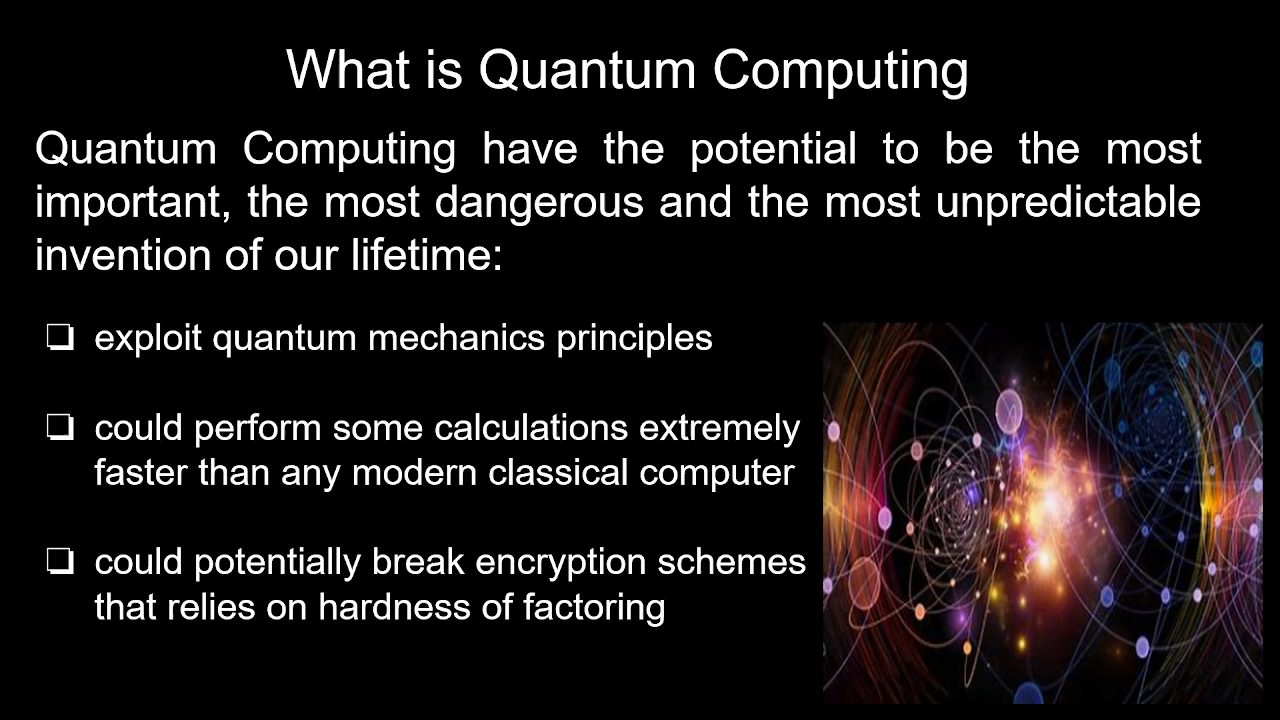 What is Quantum Computing
Quantum Computing have the potential to be the most
important, the most dangerous and the most unpredictable
invention of our lifetime:
❏ exploit quantum mechanics principles
❏ could perform some calculations extremely
faster than any modern classical computer
❏ could potentially break encryption schemes
that relies on hardness of factoring